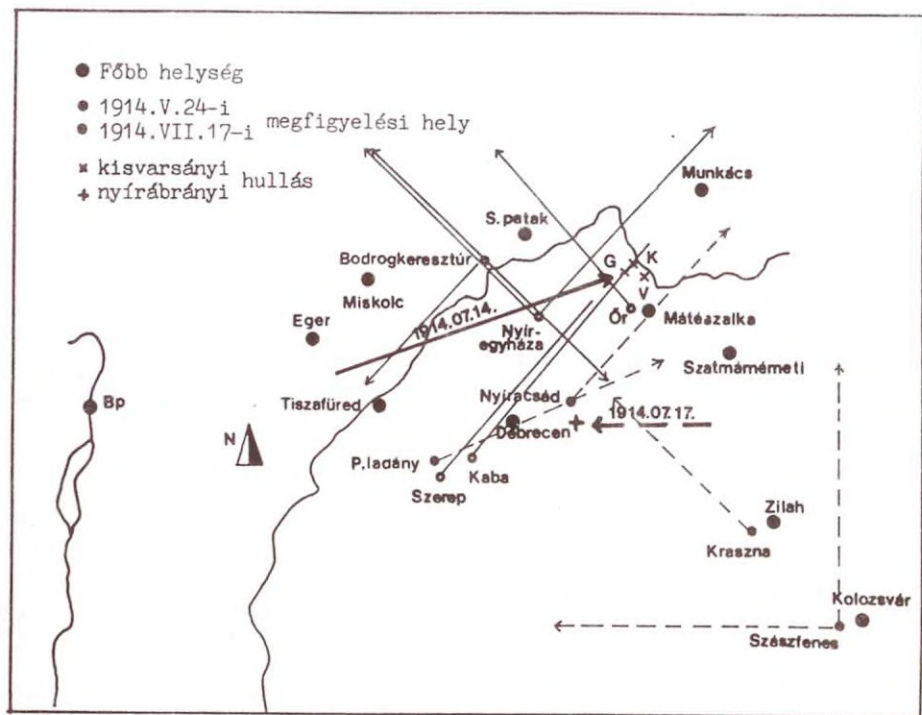 Főbb helység
1914.V.24-i
1914.VII.17-i
megfigyelési hely
kisvarsányi
nyírábrányi
hullás
Munkács
S.patak
Bodrogkeresztúr
G
K
V
Miskolc
Eger
1914.07.14.
Nyír-
egyháza
Őr
Mátészalka
Szatmámémeti
Bp
Tiszafüred
Nyíracsád
1914.07.17.
Debrecen
N
P.ladány
Kaba
Szerep
Zilah
Kraszna
Kolozsvár
Szászfenes